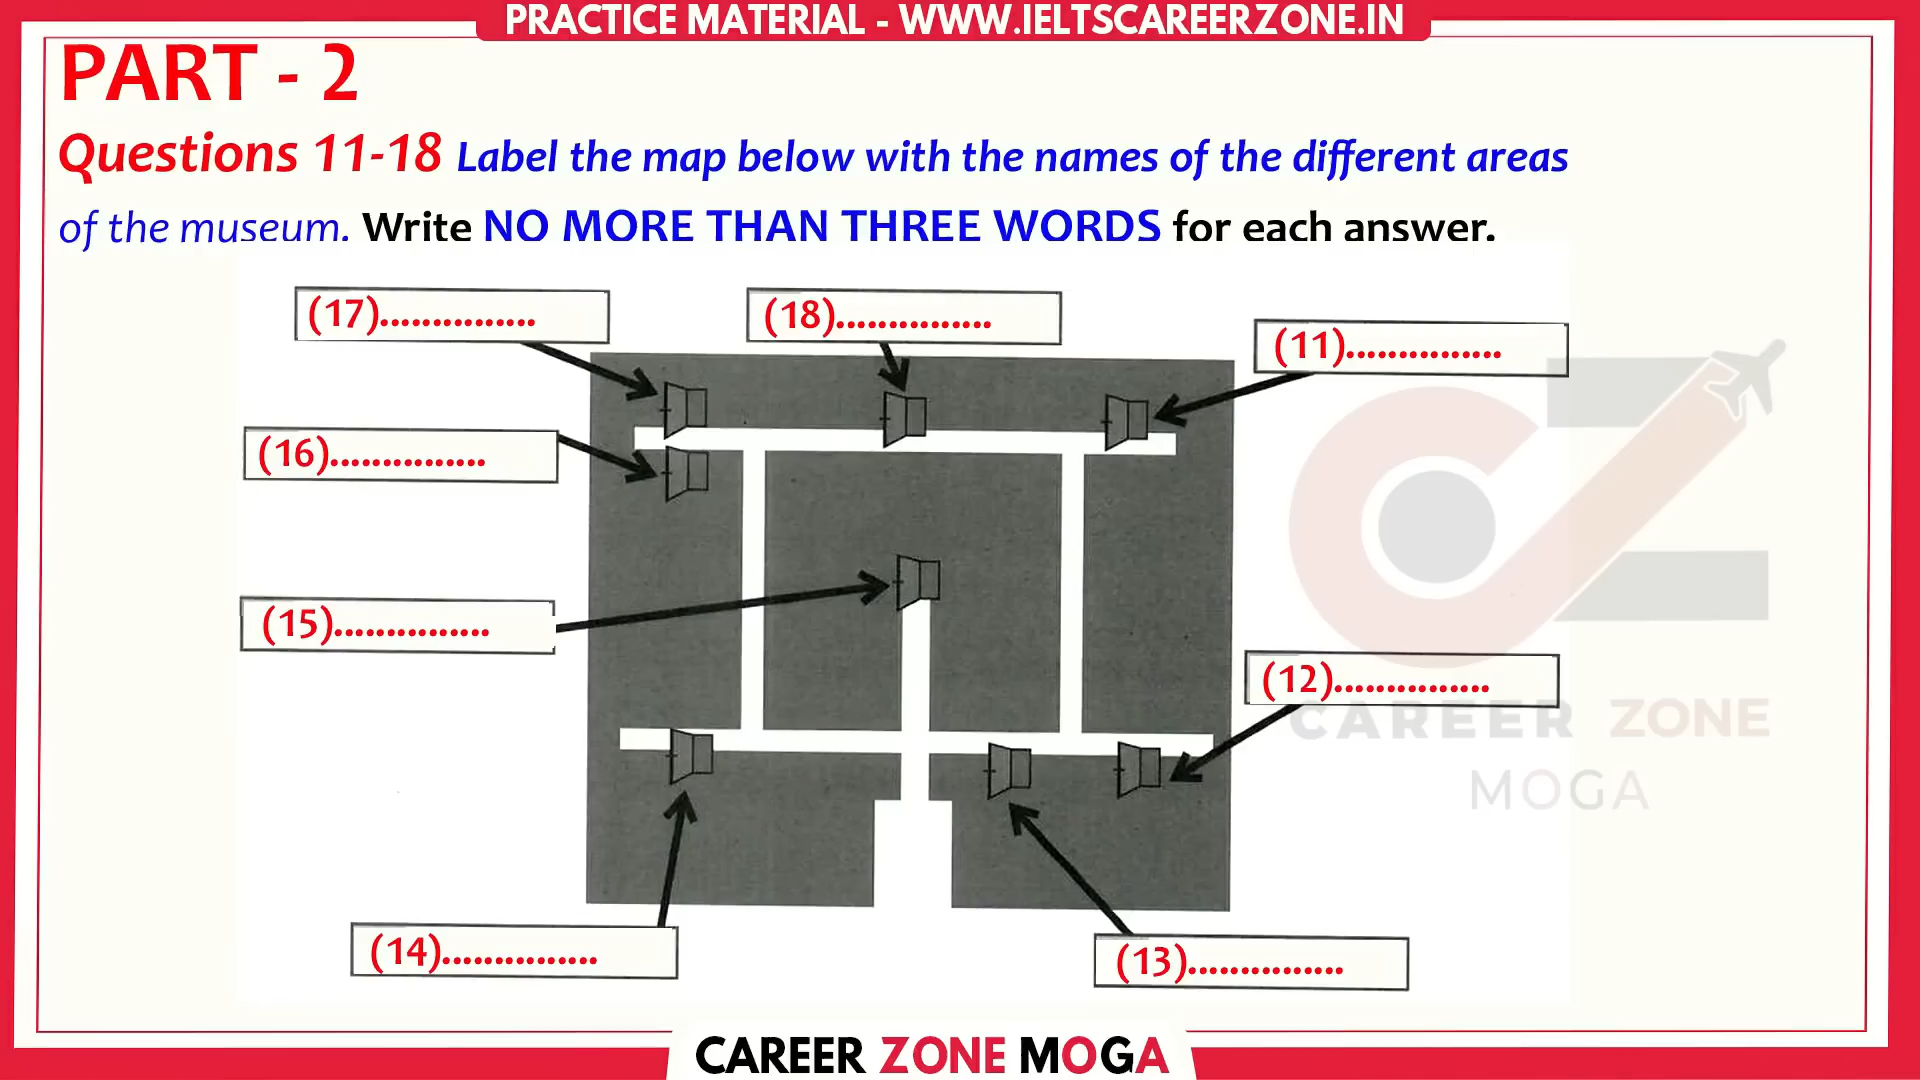 PRACTICE MATERIAL - WWW.IELTSCAREERZONE.IN
PART - 2
Questions 11-18 Label the map below with the names of the different areas
of the museum. Write NO MORE THAN THREE WORDS for each answer.
(17)...............
(18)...............
(11)...............
(16)...............
(15)...............
(12)...............
CAREER ZONE
MOGA
(14)...............
(13)...............
CAREER ZONE MOGA